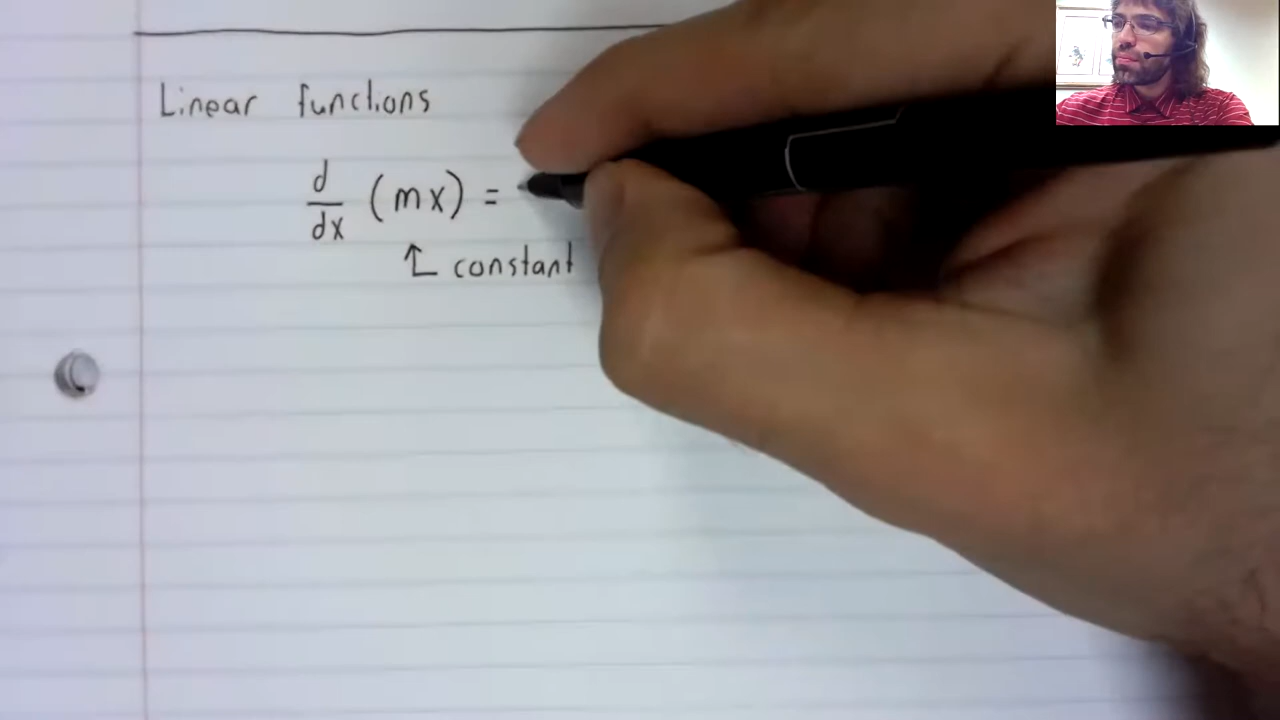 Linear functions
d/dx (mx) =
↑ constant